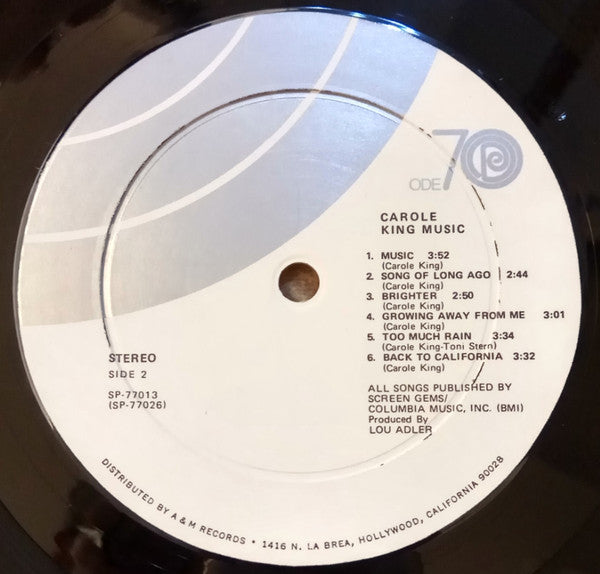 ODE 70
CAROLE
KING MUSIC
1. MUSIC 3:52
(Carole King)
2. SONG OF LONG AGO 2:44
(Carole King)
3. BRIGHTER 2:50
(Carole King)
4. GROWING AWAY FROM ME 3:01
(Carole King)
5. TOO MUCH RAIN 3:34
(Carole King-Toni Stern)
6. BACK TO CALIFORNIA 3:32
(Carole King)
STEREO
SIDE 2
SP-77013
(SP-77026)
ALL SONGS PUBLISHED BY
SCREEN GEMS/
COLUMBIA MUSIC, INC. (BMI)
Produced By
LOU ADLER
DISTRIBUTED BY A & M RECORDS • 1416 N. LA BREA, HOLLYWOOD, CALIFORNIA 90028